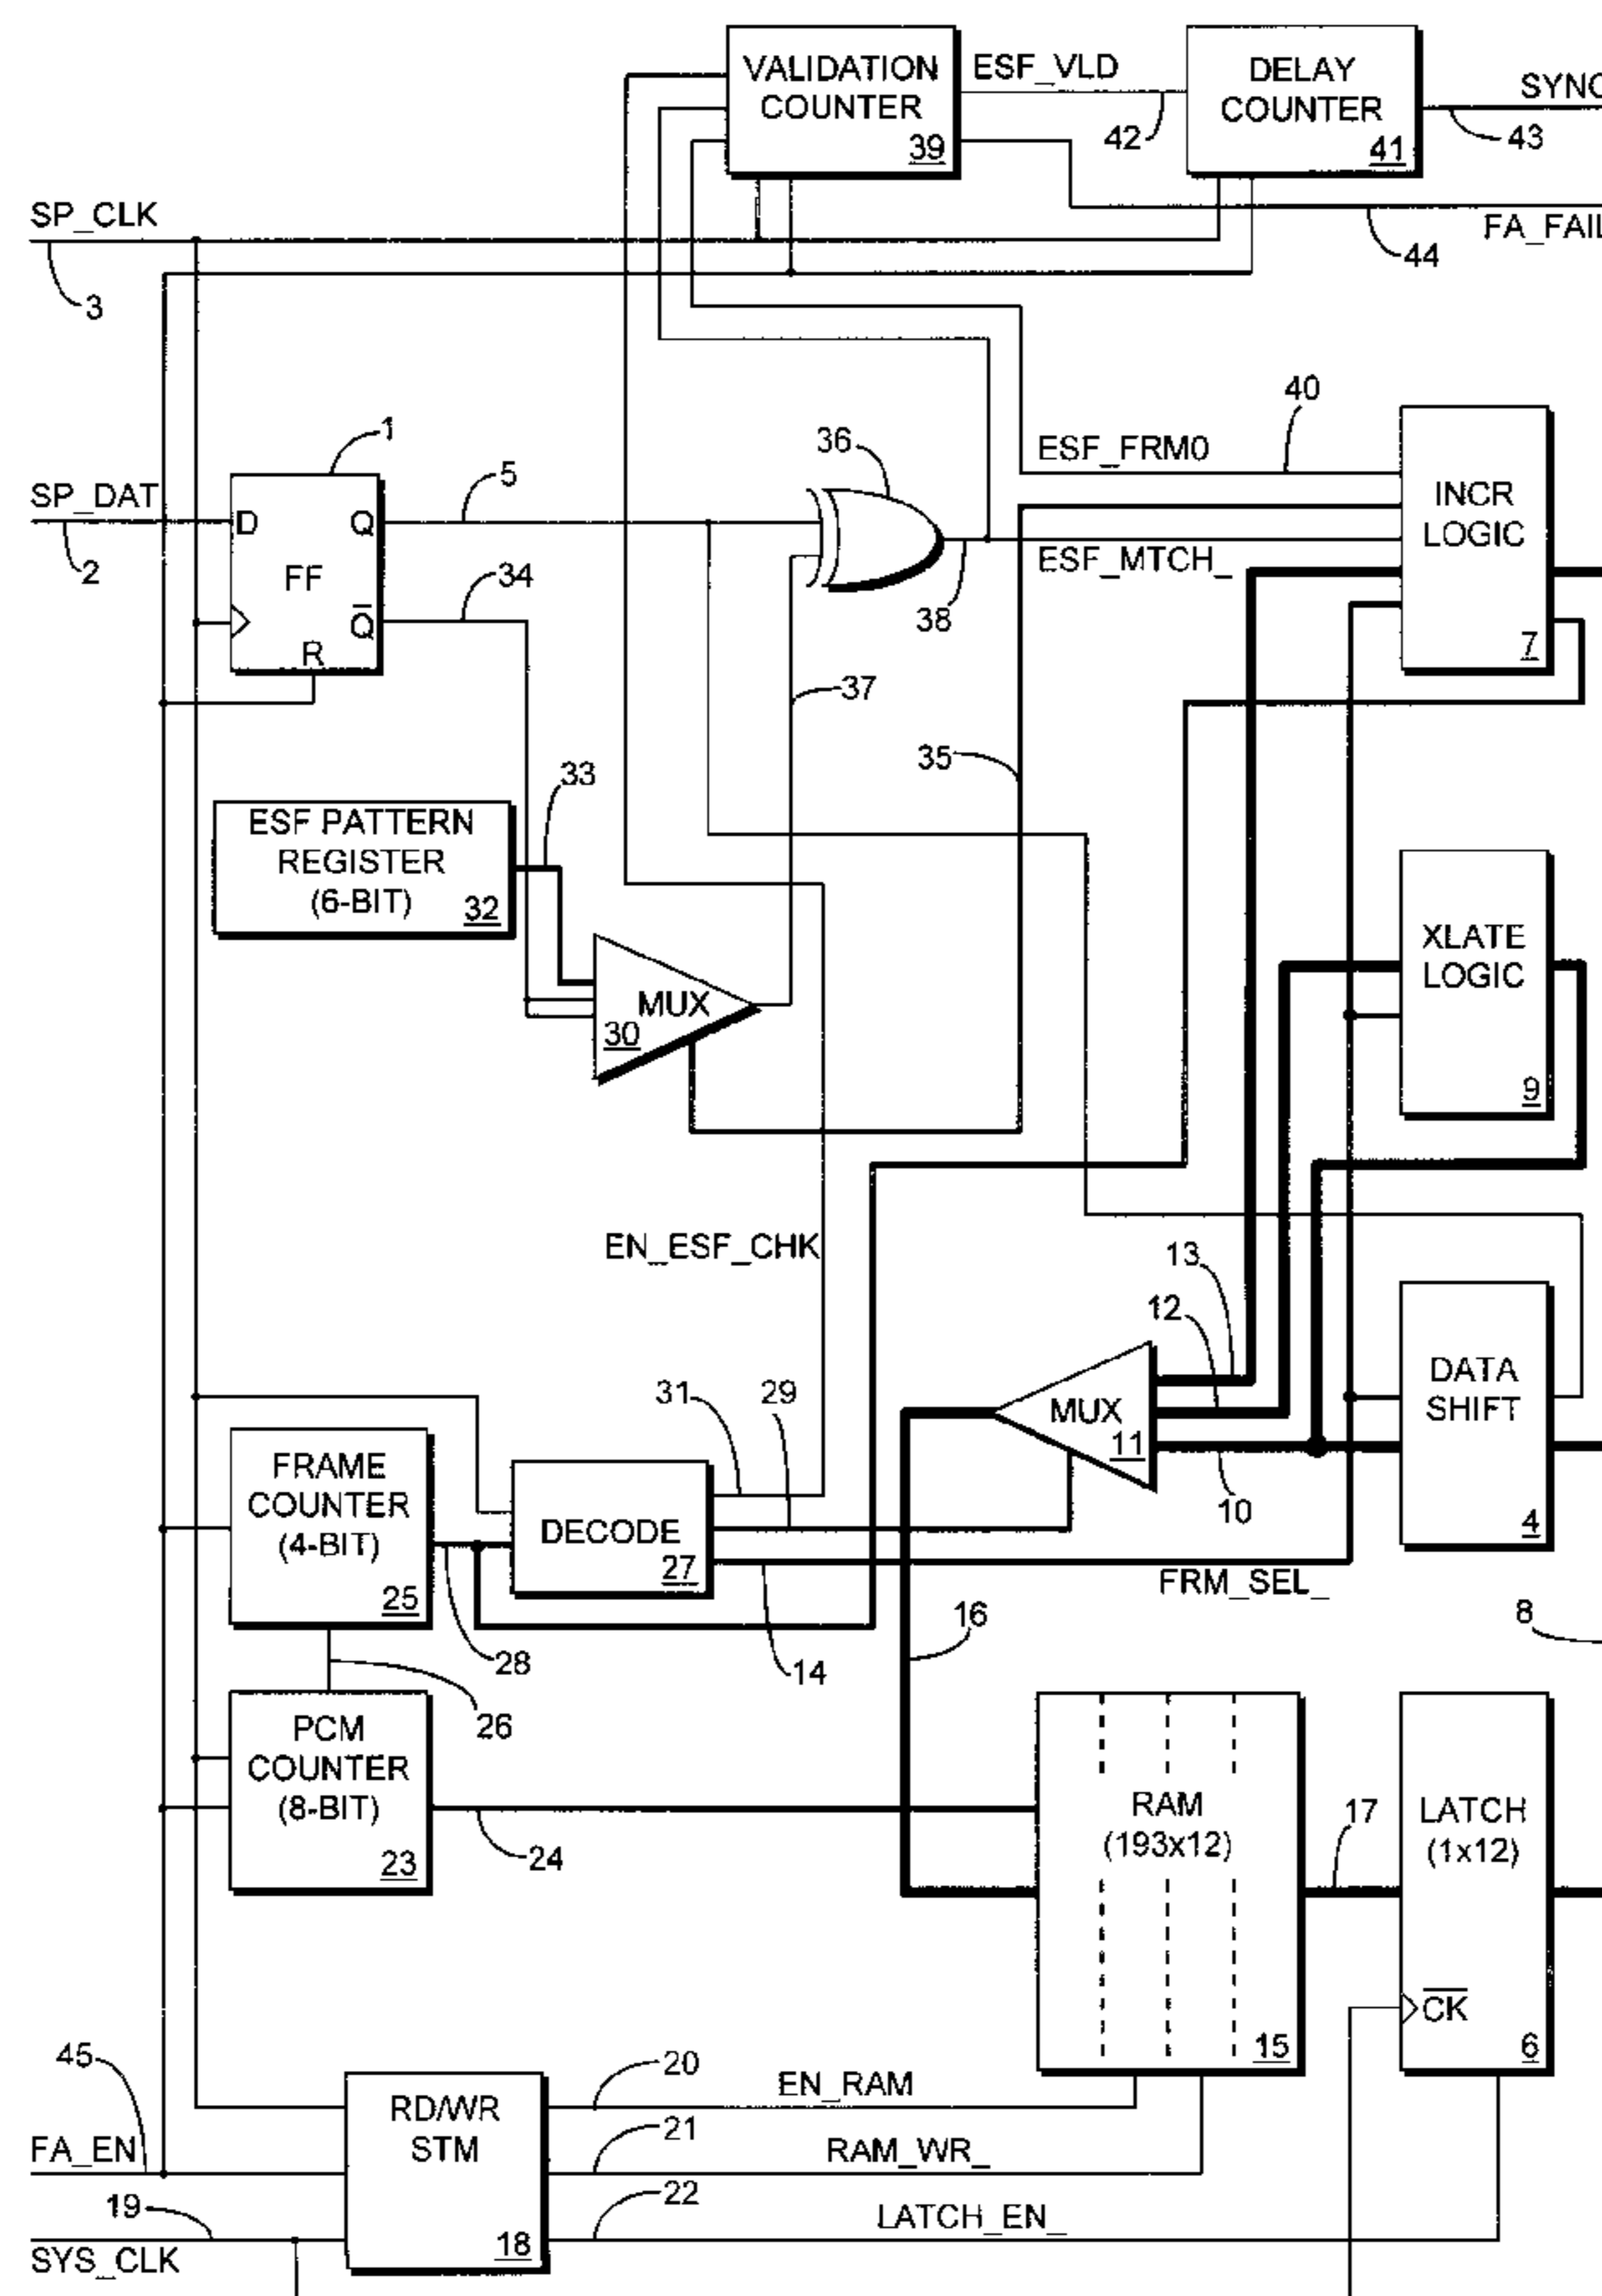 VALIDATION
COUNTER
39
ESF_VLD
42
DELAY
COUNTER
41
SYNC
43
SP_CLK
3
FA_FAIL
44
SP_DAT
2
1
D Q
FF
Q
R
5
34
36
ESF_FRM0
40
ESF_MTCH_
38
INCR
LOGIC
7
37
35
33
ESF PATTERN
REGISTER
(6-BIT)
32
MUX
30
XLATE
LOGIC
9
EN_ESF_CHK
13
12
MUX
11
10
DATA
SHIFT
4
31
29
FRAME
COUNTER
(4-BIT)
25
DECODE
27
FRM_SEL_
28
14
16
8
26
PCM
COUNTER
(8-BIT)
23
24
RAM
(193x12)
15
17
LATCH
(1x12)
CK
6
45
FA_EN
19
SYS_CLK
RD/WR
STM
18
20
EN_RAM
21
RAM_WR_
22
LATCH_EN_